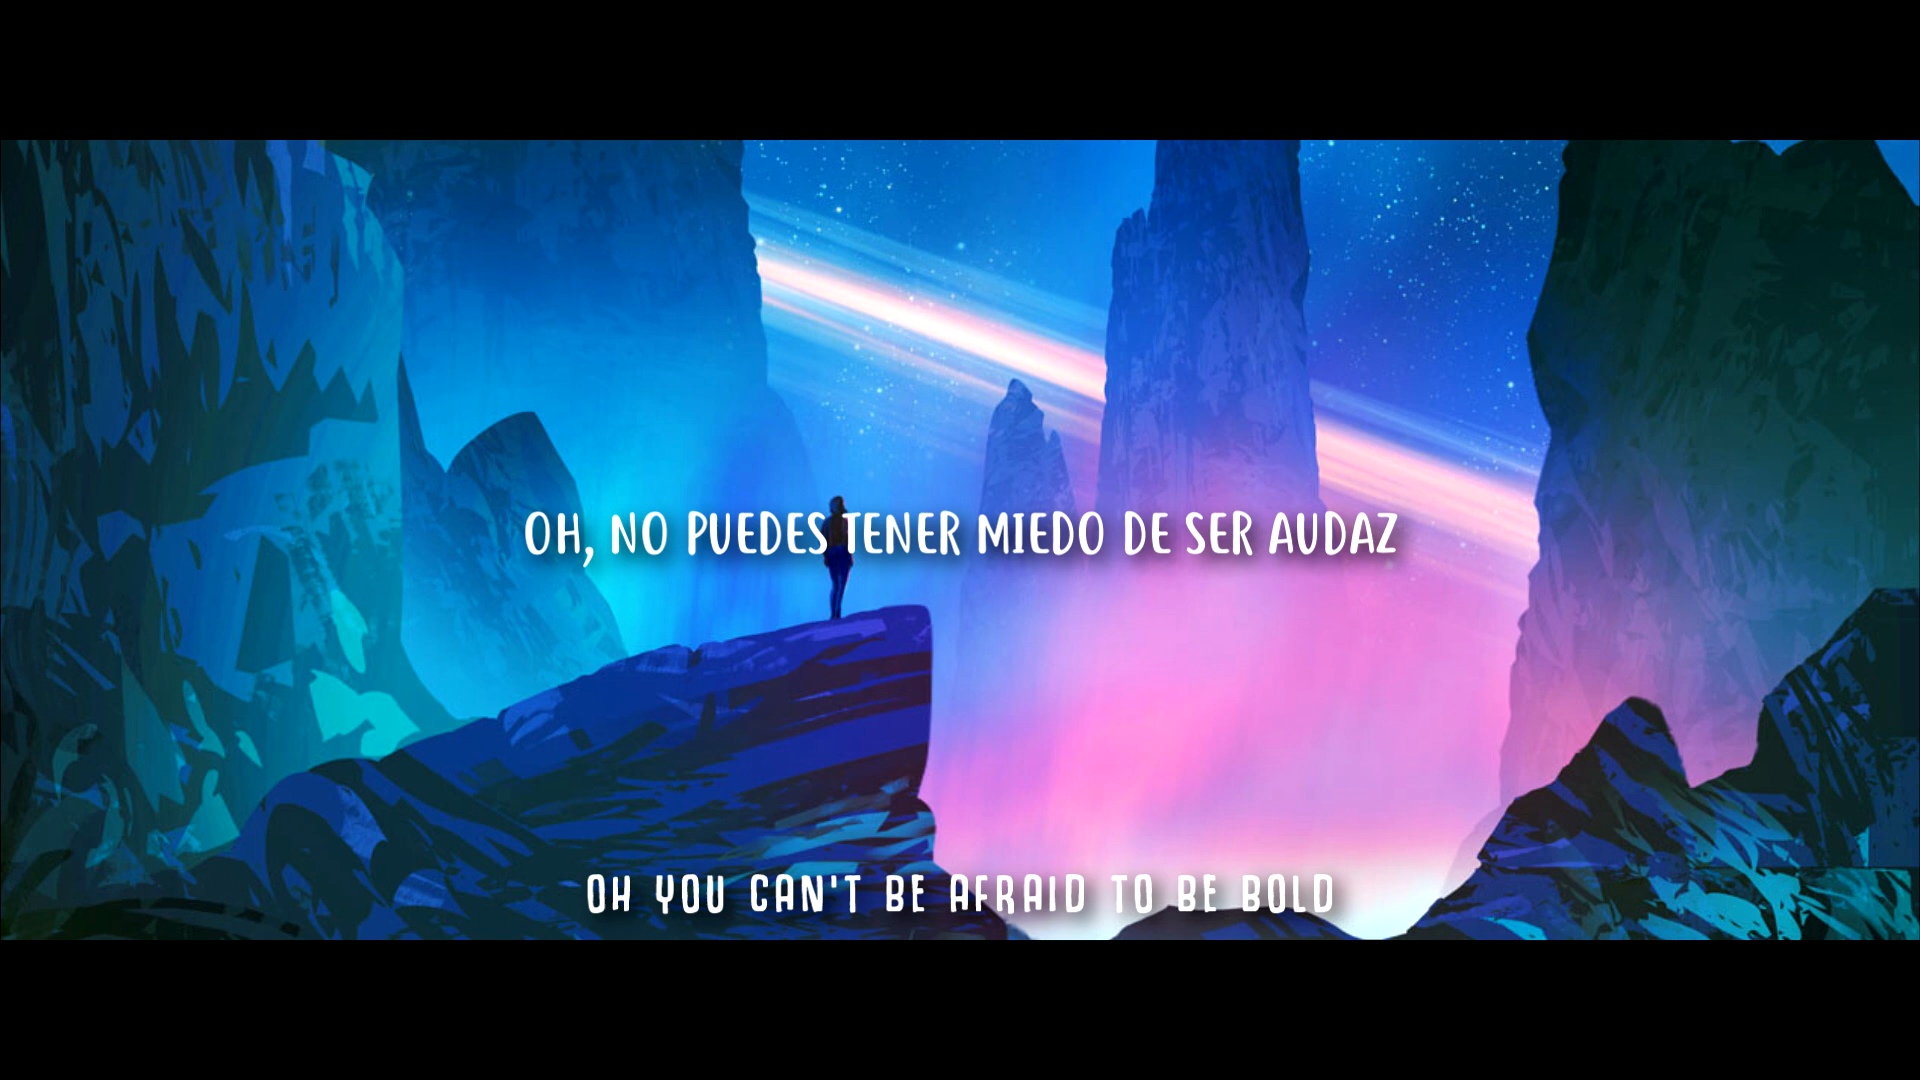 OH, NO PUEDES TENER MIEDO DE SER AUDAZ
OH YOU CAN'T BE AFRAID TO BE BOLD